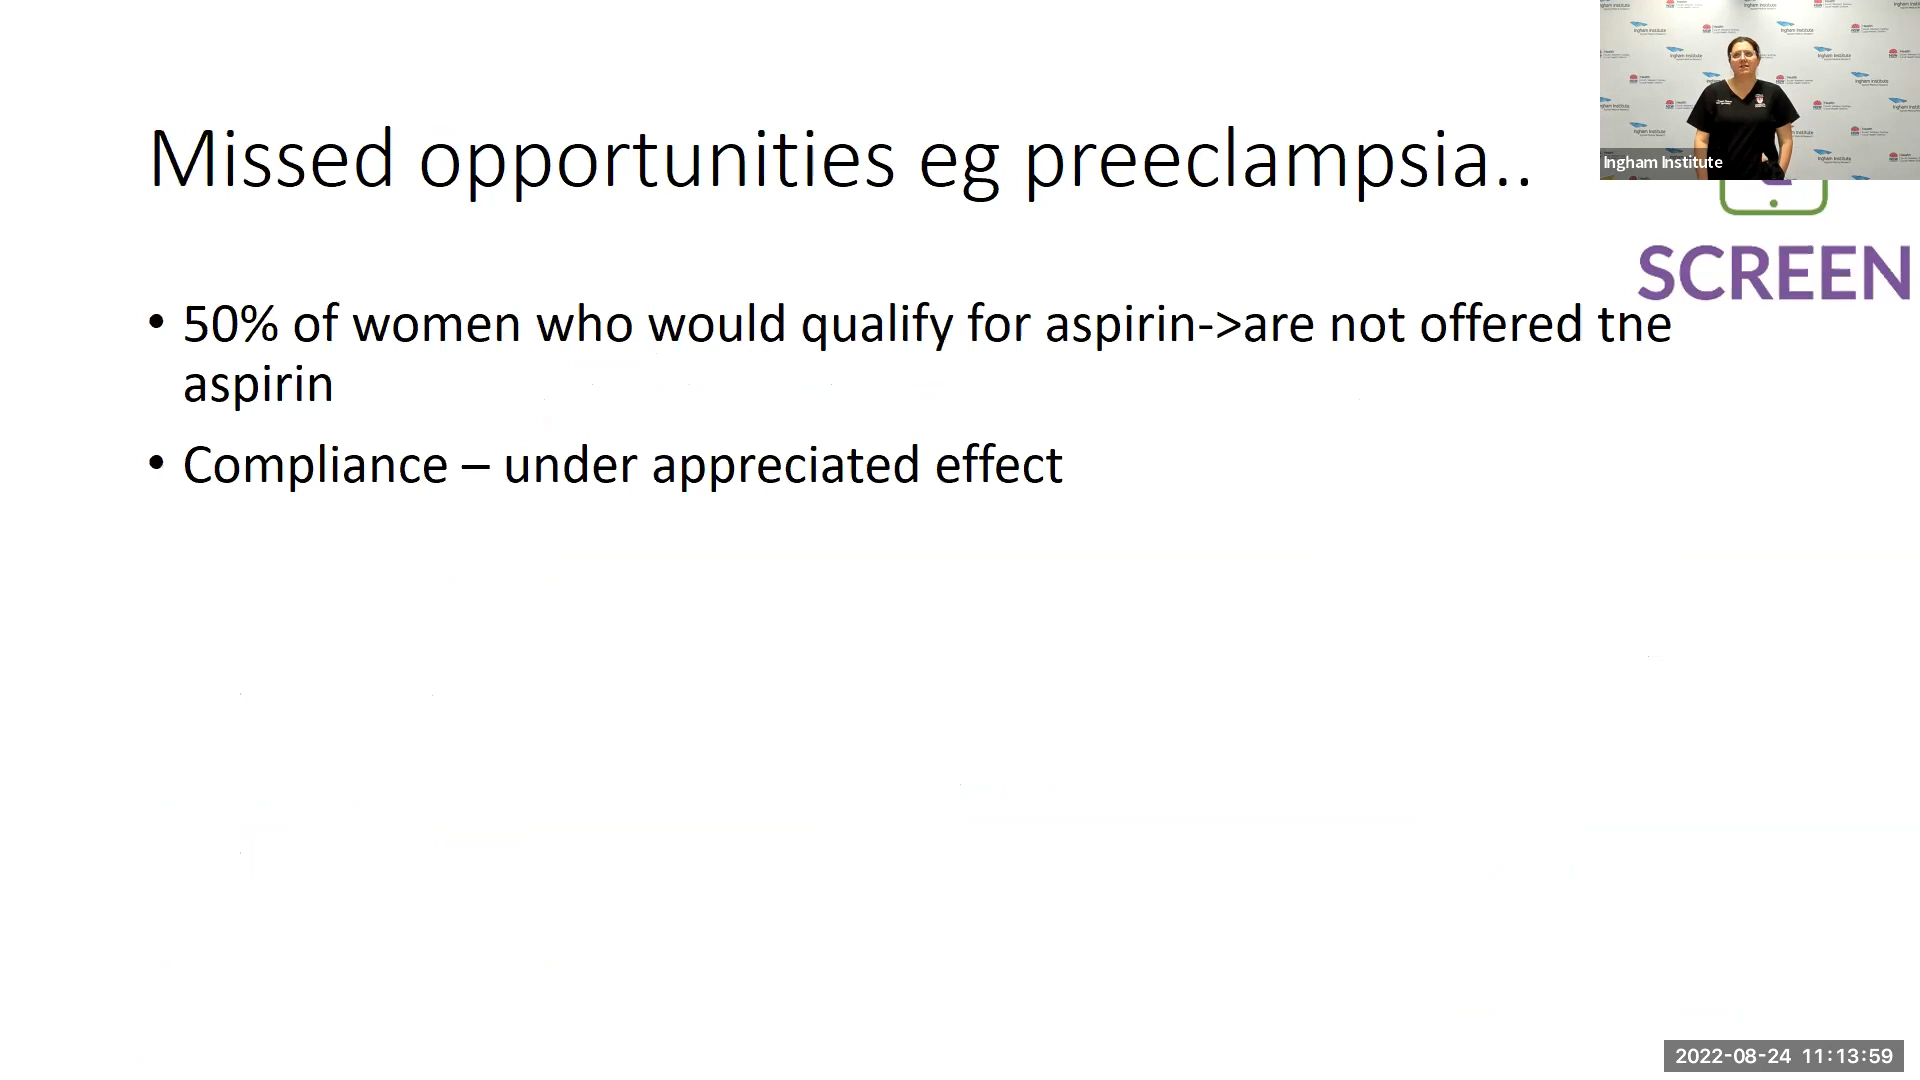 Missed opportunities eg preeclampsia..
Ingham Institute
SCREEN
• 50% of women who would qualify for aspirin->are not offered tne
aspirin
• Compliance – under appreciated effect
2022-08-24 11:13:59